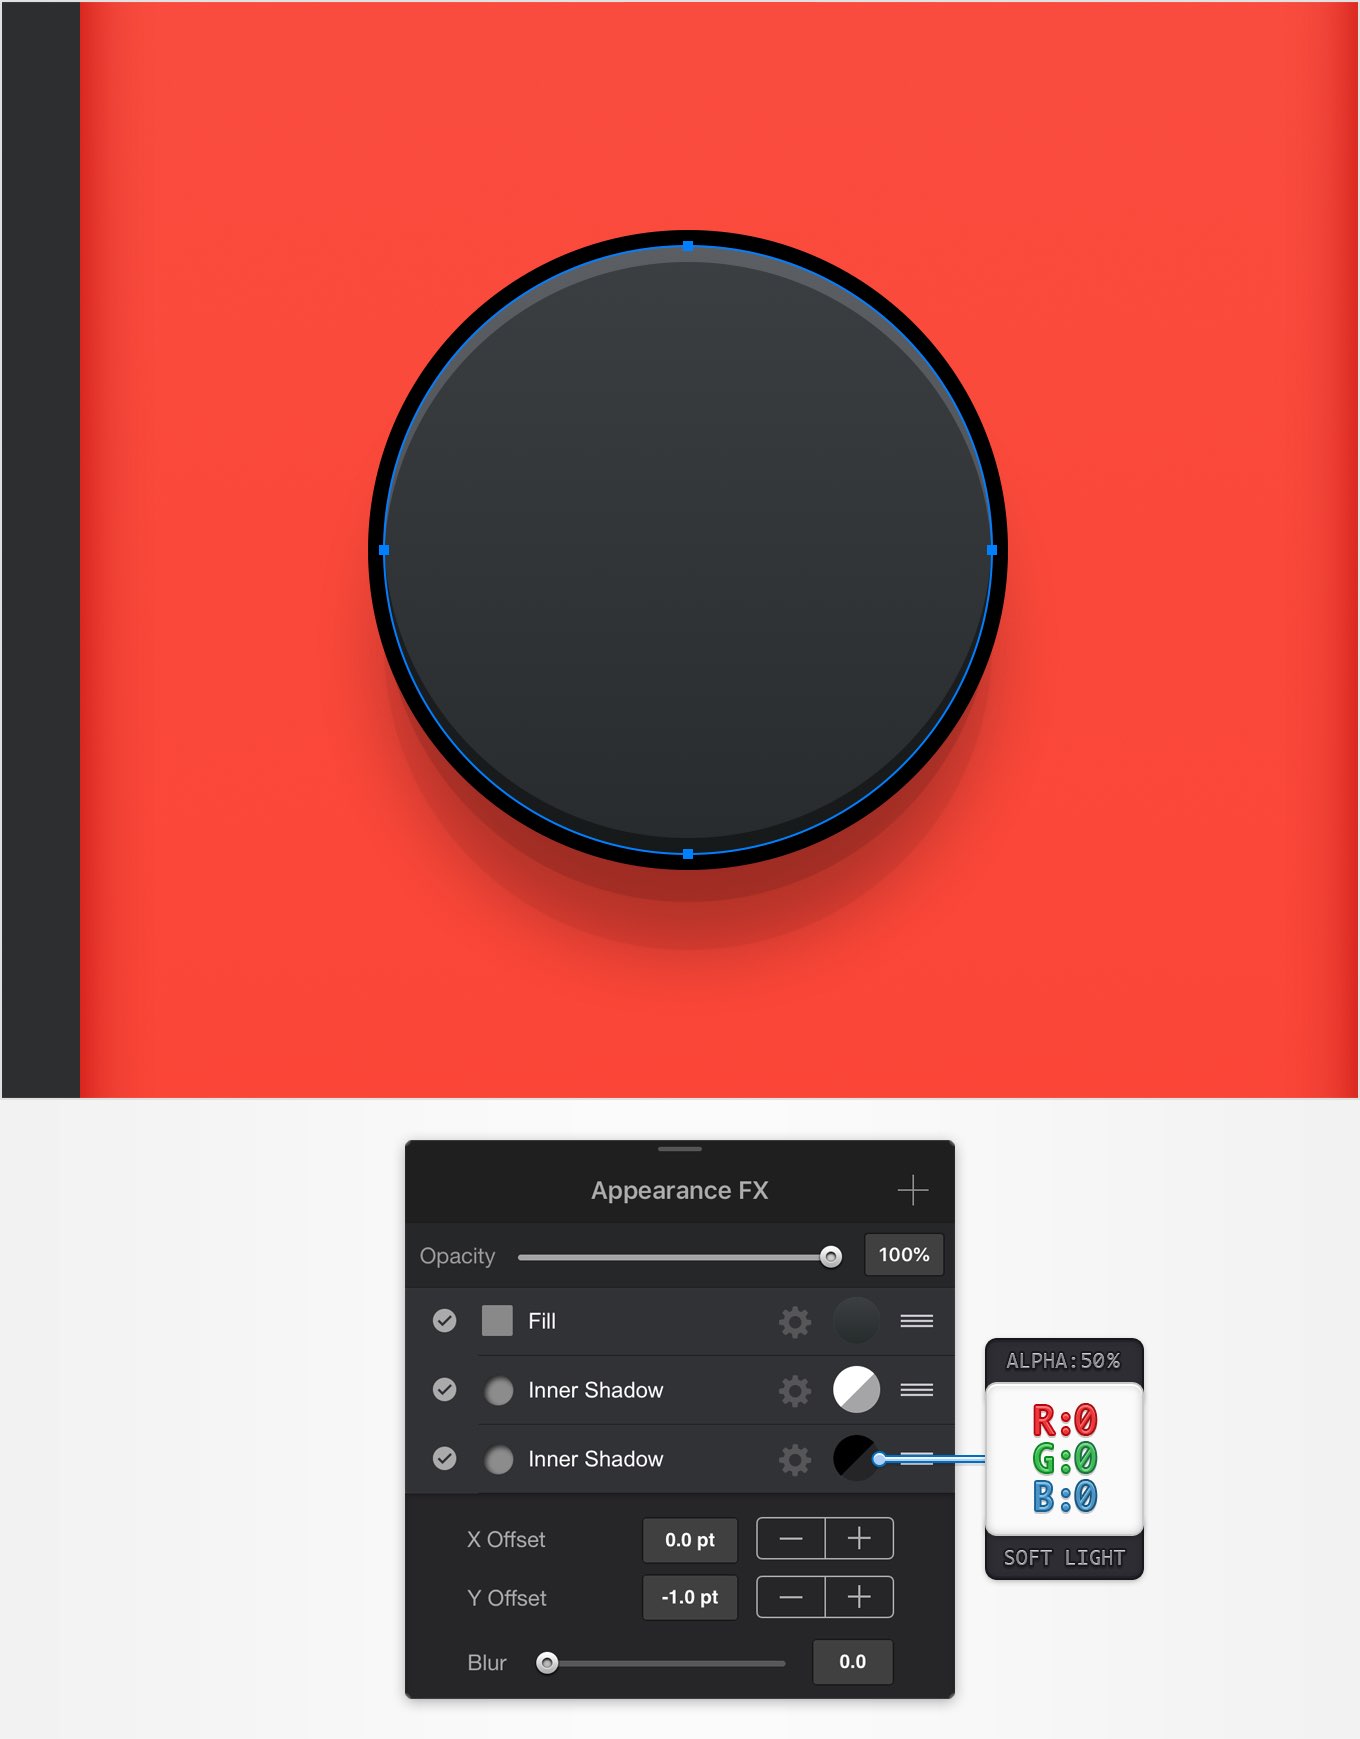 Appearance FX
Opacity 100%
Fill
Inner Shadow
Inner Shadow
X Offset 0.0 pt
Y Offset -1.0 pt
Blur 0.0
ALPHA:50%
R:0
G:0
B:0
SOFT LIGHT